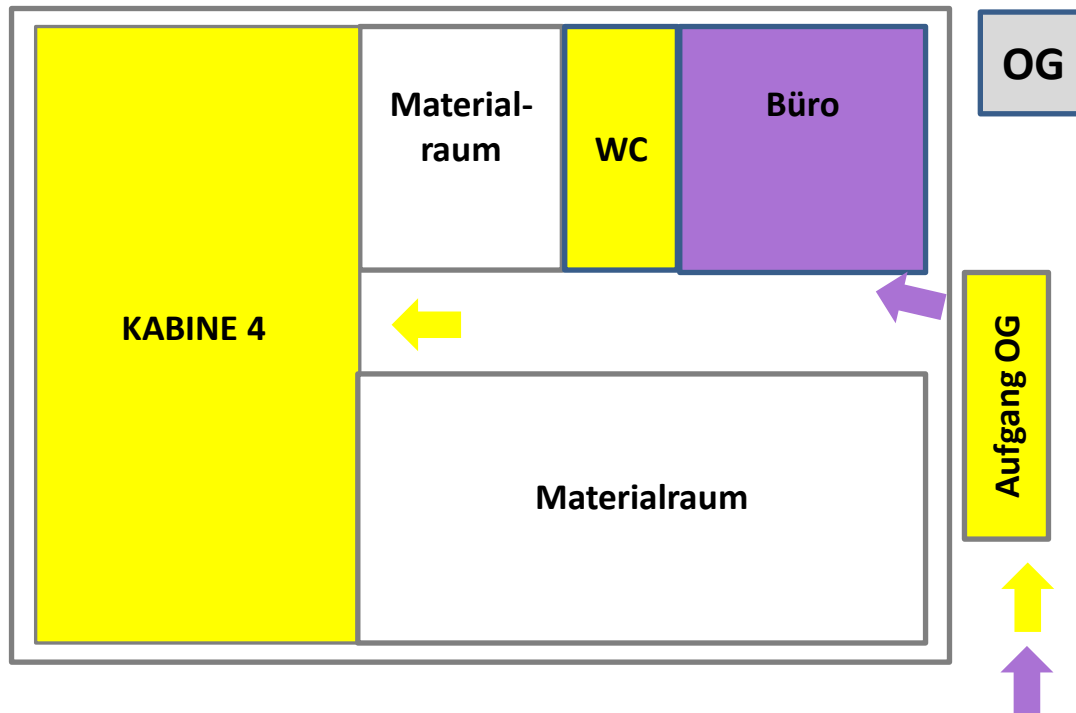 Material-
raum
WC
Büro
OG
KABINE 4
Aufgang OG
Materialraum